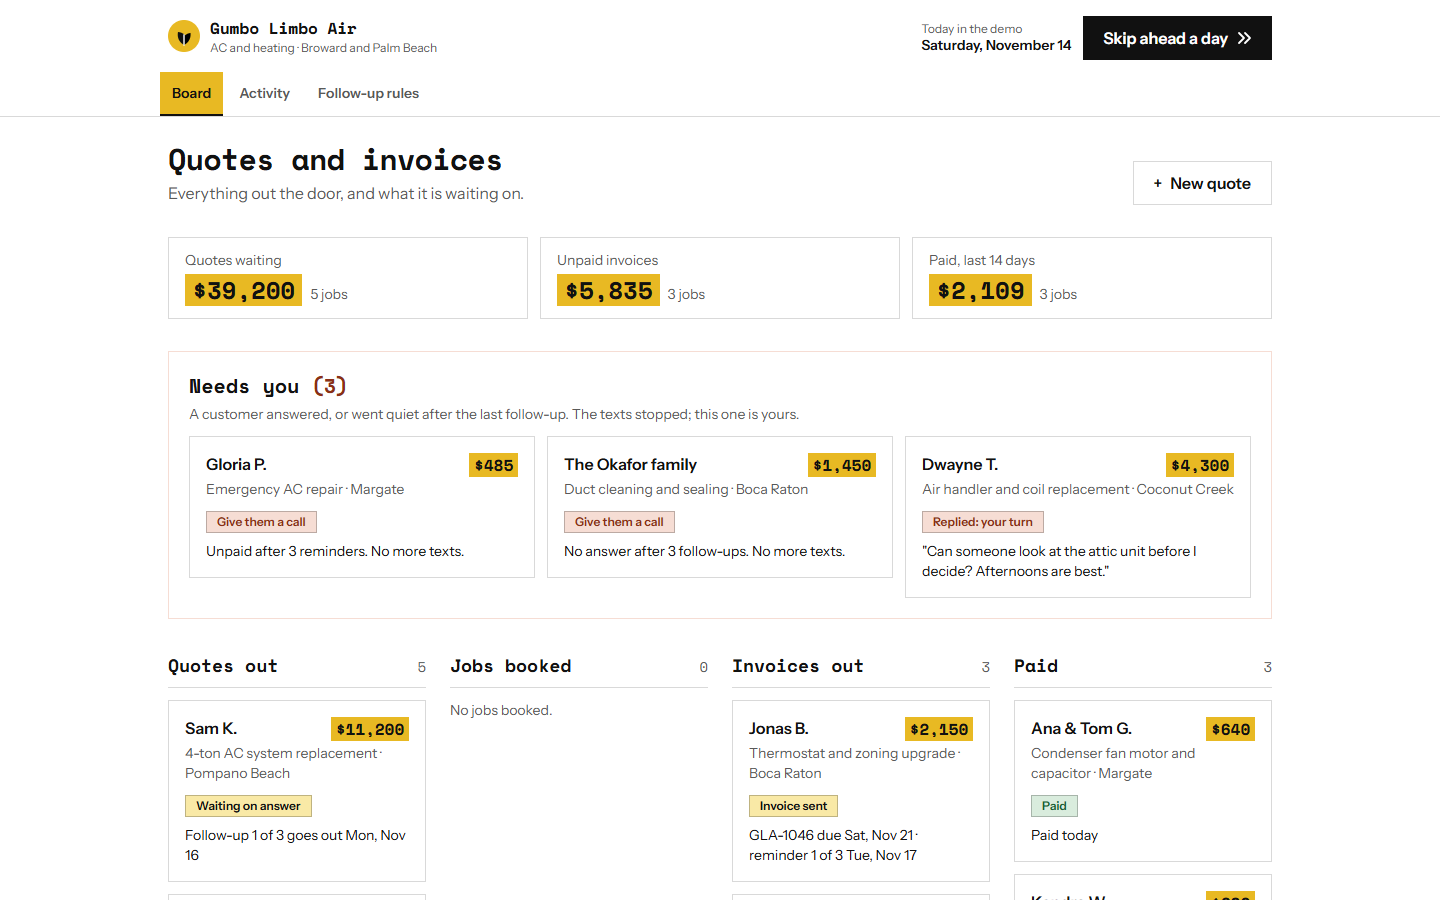 Gumbo Limbo Air
AC and heating · Broward and Palm Beach
Today in the demo
Saturday, November 14
Skip ahead a day
Board
Activity
Follow-up rules
Quotes and invoices
Everything out the door, and what it is waiting on.
+ New quote
Quotes waiting
$39,200 5 jobs
Unpaid invoices
$5,835 3 jobs
Paid, last 14 days
$2,109 3 jobs
Needs you (3)
A customer answered, or went quiet after the last follow-up. The texts stopped; this one is yours.
Gloria P. $485
Emergency AC repair · Margate
Give them a call
Unpaid after 3 reminders. No more texts.
The Okafor family $1,450
Duct cleaning and sealing · Boca Raton
Give them a call
No answer after 3 follow-ups. No more texts.
Dwayne T. $4,300
Air handler and coil replacement · Coconut Creek
Replied: your turn
"Can someone look at the attic unit before I
decide? Afternoons are best."
Quotes out 5
Sam K. $11,200
4-ton AC system replacement ·
Pompano Beach
Waiting on answer
Follow-up 1 of 3 goes out Mon, Nov
16
Jobs booked 0
No jobs booked.
Invoices out 3
Jonas B. $2,150
Thermostat and zoning upgrade ·
Boca Raton
Invoice sent
GLA-1046 due Sat, Nov 21 ·
reminder 1 of 3 Tue, Nov 17
Paid 3
Ana & Tom G. $640
Condenser fan motor and
capacitor · Margate
Paid
Paid today